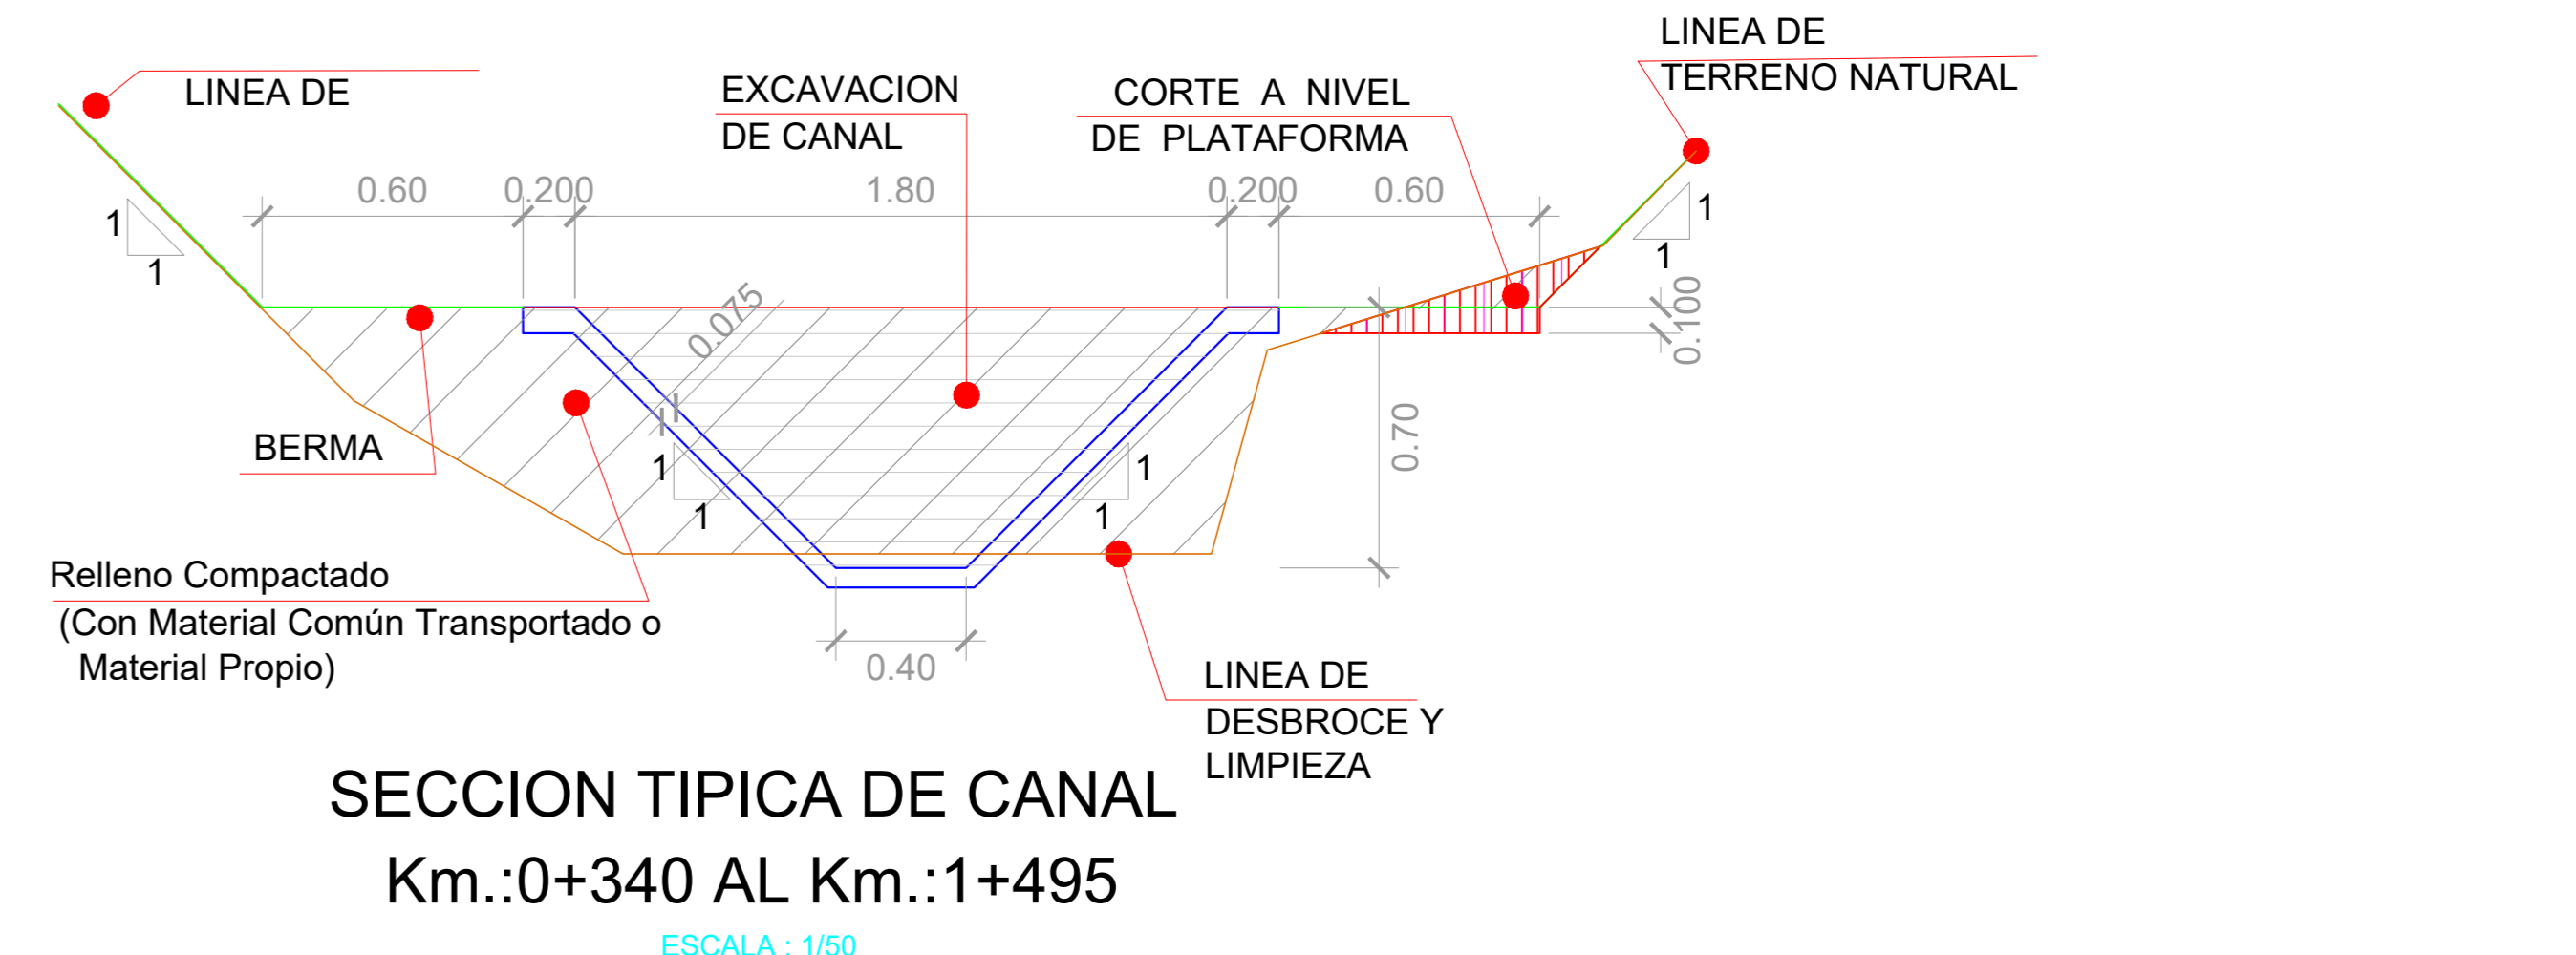 LINEA DE
TERRENO NATURAL
LINEA DE
EXCAVACION
DE CANAL
CORTE A NIVEL
DE PLATAFORMA
0.60
0.200
1.80
0.200
0.60
1
1
1
1
0.100
0.075
0.70
BERMA
1
1
1
1
Relleno Compactado
(Con Material Común Transportado o
Material Propio)
0.40
LINEA DE
DESBROCE Y
LIMPIEZA
SECCION TIPICA DE CANAL
Km.:0+340 AL Km.:1+495
ESCALA : 1/50